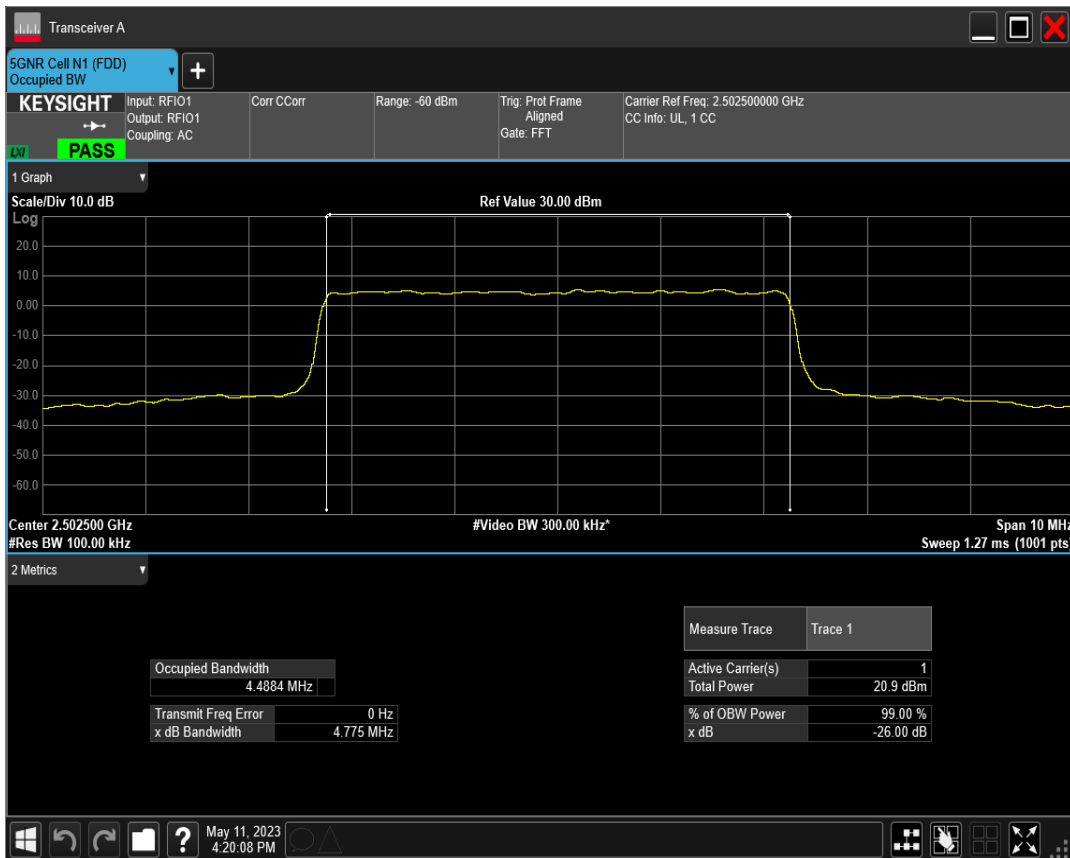 Transceiver A
5GNR Cell N1 (FDD)
Occupied BW
+
KEYSIGHT
LXI
PASS
Input: RFIO1
Output: RFIO1
Coupling: AC
Corr CCorr
Range: -60 dBm
Trig: Prot Frame
Aligned
Gate: FFT
Carrier Ref Freq: 2.502500000 GHz
CC Info: UL, 1 CC
1 Graph
Scale/Div 10.0 dB
Ref Value 30.00 dBm
Log
20.0
10.0
0.00
-10.0
-20.0
-30.0
-40.0
-50.0
-60.0
Center 2.502500 GHz
#Video BW 300.00 kHz*
Span 10 MHz
#Res BW 100.00 kHz
Sweep 1.27 ms (1001 pts)
2 Metrics
Measure Trace Trace 1
Occupied Bandwidth
4.4884 MHz
Active Carrier(s) 1
Total Power 20.9 dBm
Transmit Freq Error 0 Hz
x dB Bandwidth 4.775 MHz
% of OBW Power 99.00 %
x dB -26.00 dB
?
May 11, 2023
4:20:08 PM